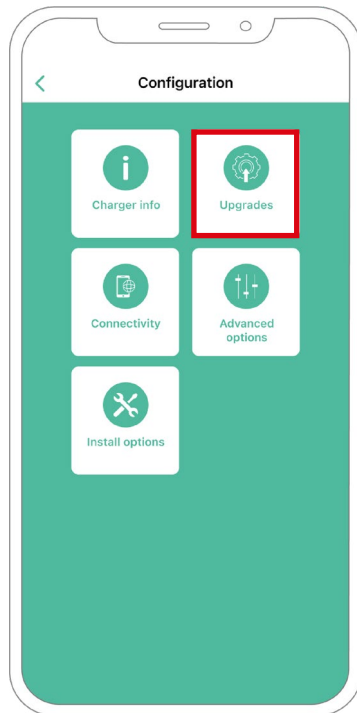 Configuration
Charger info
Upgrades
Connectivity
Advanced
options
Install options